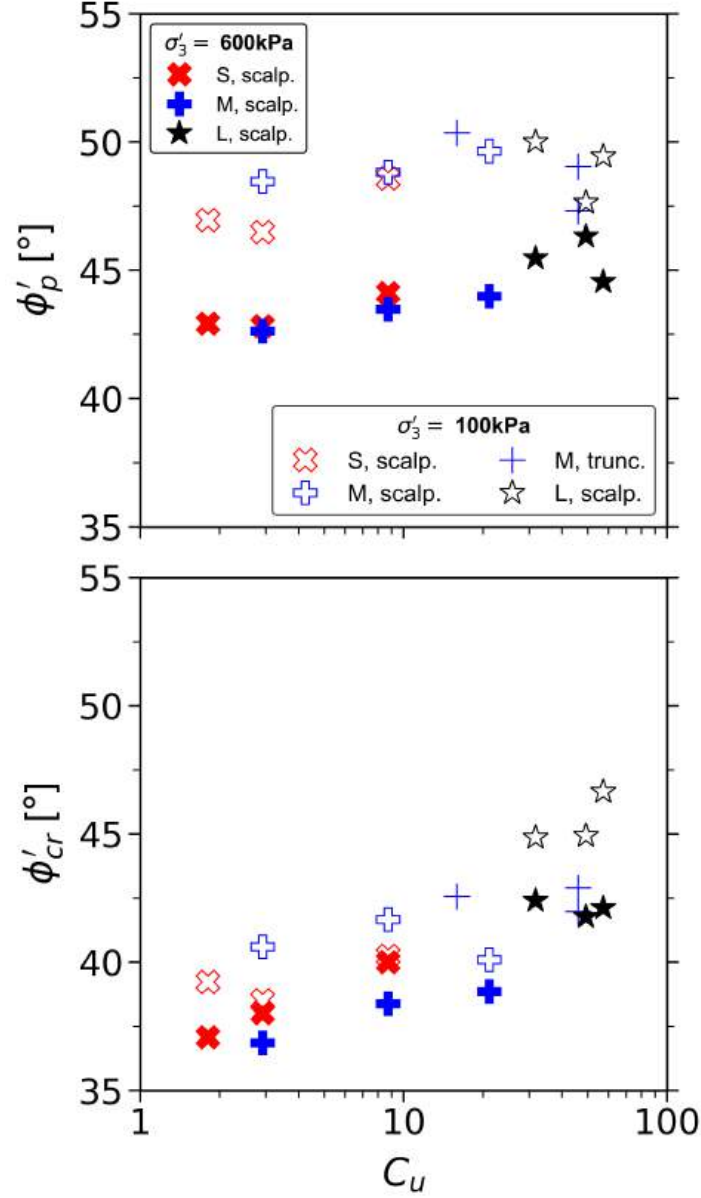 55
50
45
40
35
ϕ′p [°]
σ′3 = 600kPa
S, scalp.
M, scalp.
L, scalp.
σ′3 = 100kPa
S, scalp.
M, trunc.
M, scalp.
L, scalp.
55
50
45
40
35
ϕ′cr [°]
1
10
100
Cu